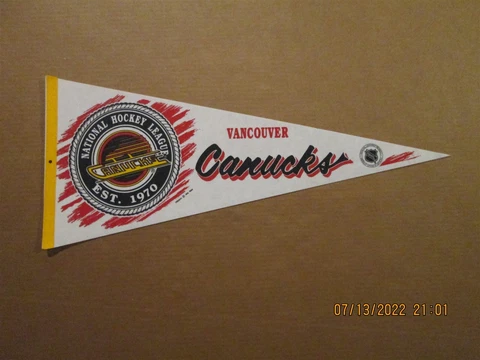 NATIONAL HOCKEY LEAGUE
CANUCKS
EST. 1970
VANCOUVER
Canucks
07/13/2022 21:01